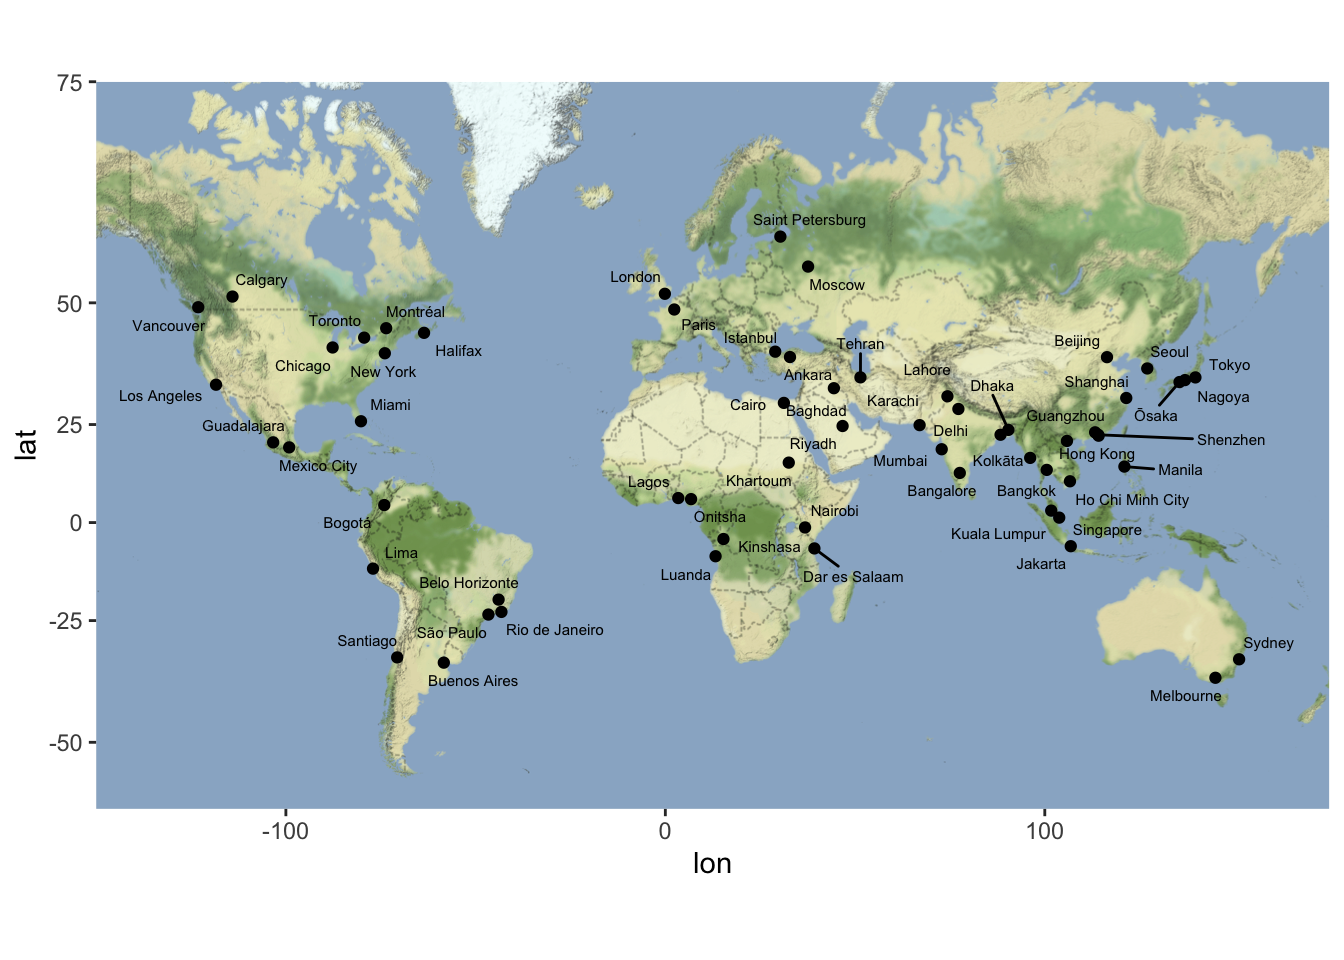 75
50
25
0
-25
-50
lat
Saint Petersburg
Moscow
London
Paris
Calgary
Vancouver
Toronto
Montréal
Halifax
Chicago
New York
Los Angeles
Miami
Guadalajara
Mexico City
Istanbul
Ankara
Tehran
Lahore
Dhaka
Beijing
Seoul
Tokyo
Nagoya
Ōsaka
Shanghai
Guangzhou
Shenzhen
Hong Kong
Manila
Cairo
Baghdad
Karachi
Delhi
Riyadh
Mumbai
Kolkāta
Khartoum
Bangalore
Bangkok
Ho Chi Minh City
Lagos
Onitsha
Nairobi
Kuala Lumpur
Singapore
Jakarta
Kinshasa
Luanda
Dar es Salaam
Bogotá
Lima
Belo Horizonte
São Paulo
Rio de Janeiro
Santiago
Buenos Aires
Sydney
Melbourne
-100
0
100
lon